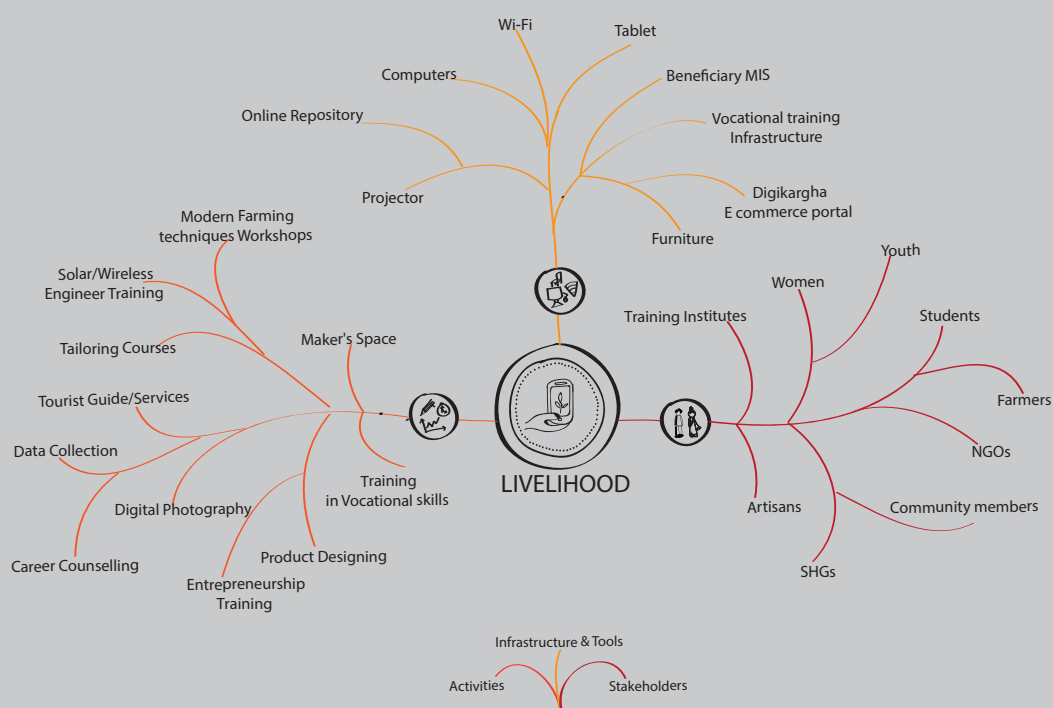 Wi-Fi
Tablet
Computers
Beneficiary MIS
Online Repository
Vocational training
Infrastructure
Projector
Digikargha
E commerce portal
Furniture
Modern Farming
techniques Workshops
Solar/Wireless
Engineer Training
Tailoring Courses
Maker's Space
Tourist Guide/Services
Data Collection
Digital Photography
Career Counselling
Entrepreneurship
Training
Product Designing
Training
in Vocational skills
LIVELIHOOD
Training Institutes
Women
Youth
Students
Farmers
NGOs
Community members
Artisans
SHGs
Infrastructure & Tools
Activities
Stakeholders